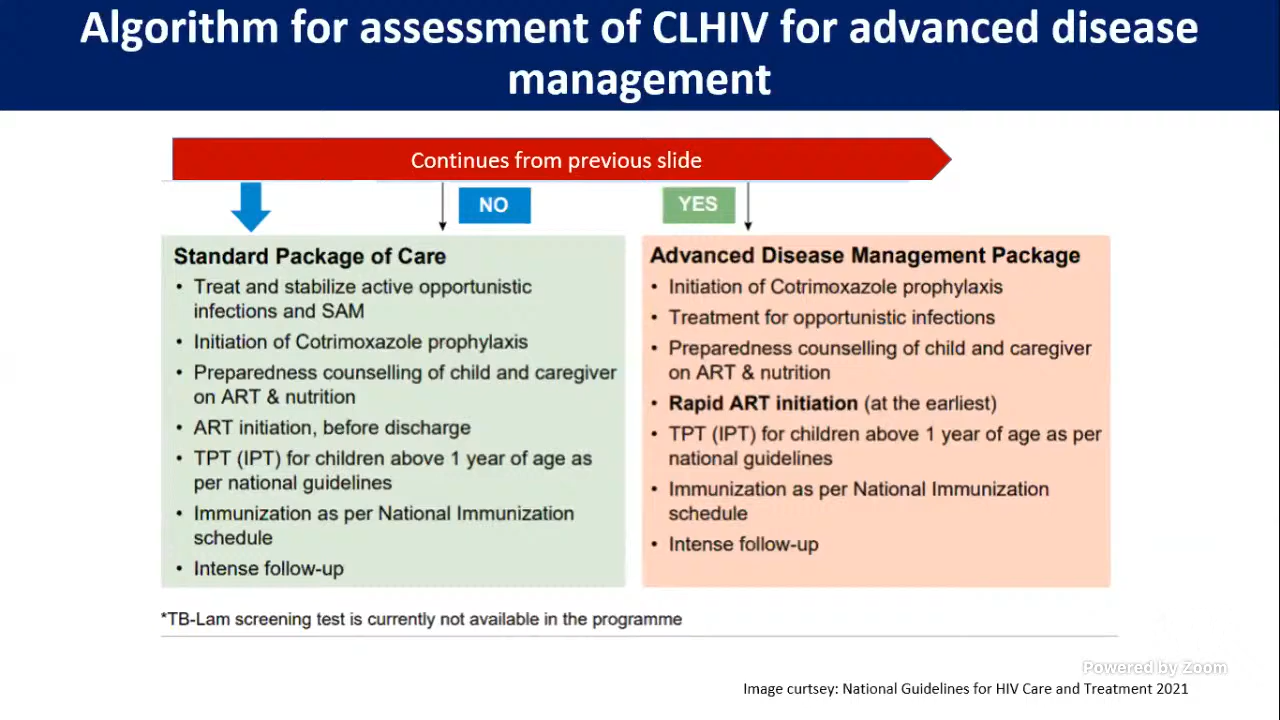 Algorithm for assessment of CLHIV for advanced disease
management
Continues from previous slide
NO
YES
Standard Package of Care
• Treat and stabilize active opportunistic
infections and SAM
• Initiation of Cotrimoxazole prophylaxis
• Preparedness counselling of child and caregiver
on ART & nutrition
• ART initiation, before discharge
• TPT (IPT) for children above 1 year of age as
per national guidelines
• Immunization as per National Immunization
schedule
• Intense follow-up
Advanced Disease Management Package
• Initiation of Cotrimoxazole prophylaxis
• Treatment for opportunistic infections
• Preparedness counselling of child and caregiver
on ART & nutrition
• Rapid ART initiation (at the earliest)
• TPT (IPT) for children above 1 year of age as per
national guidelines
• Immunization as per National Immunization
schedule
• Intense follow-up
*TB-Lam screening test is currently not available in the programme
Powered by Zoom
Image curtsey: National Guidelines for HIV Care and Treatment 2021